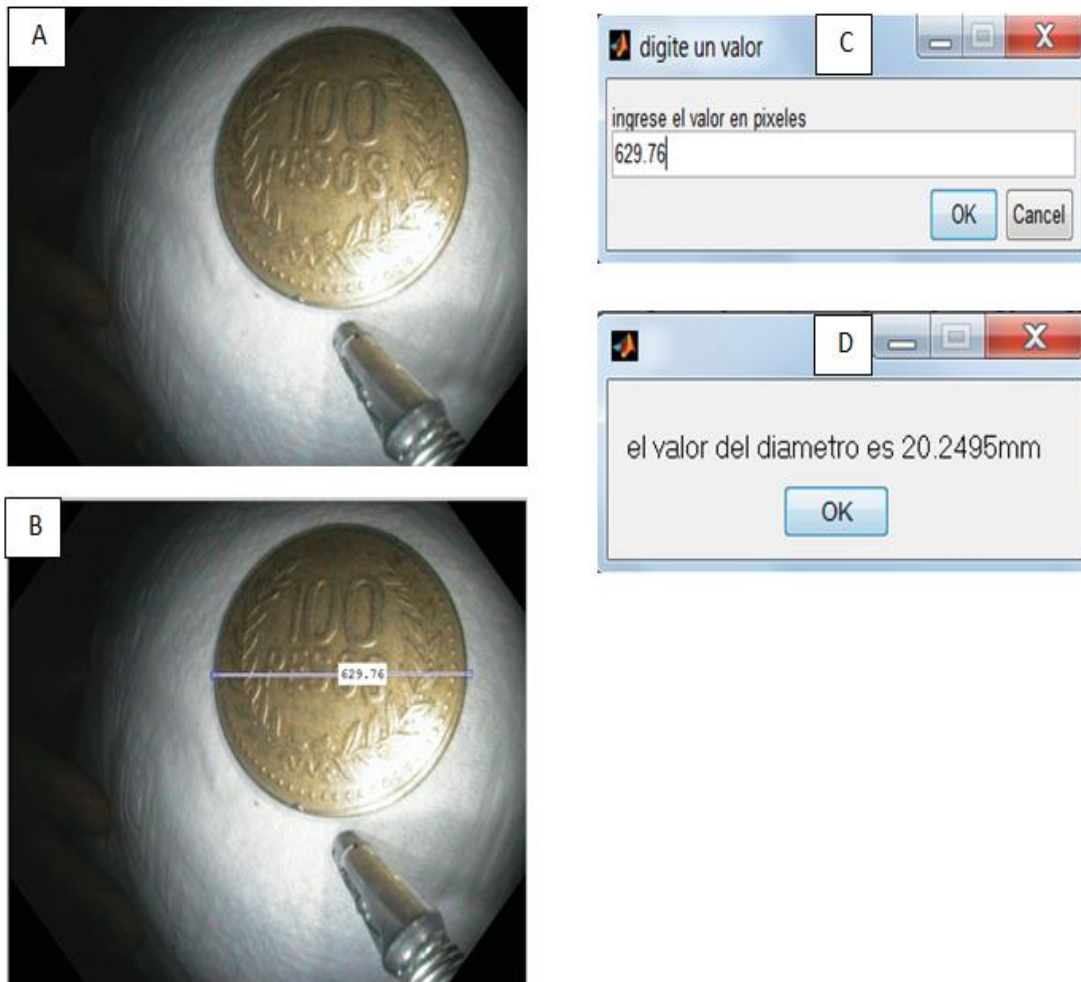 A
100
PESOS
B
100
PESOS
629.76
C
digite un valor
ingrese el valor en pixeles
629.76
OK
Cancel
D
el valor del diametro es 20.2495mm
OK